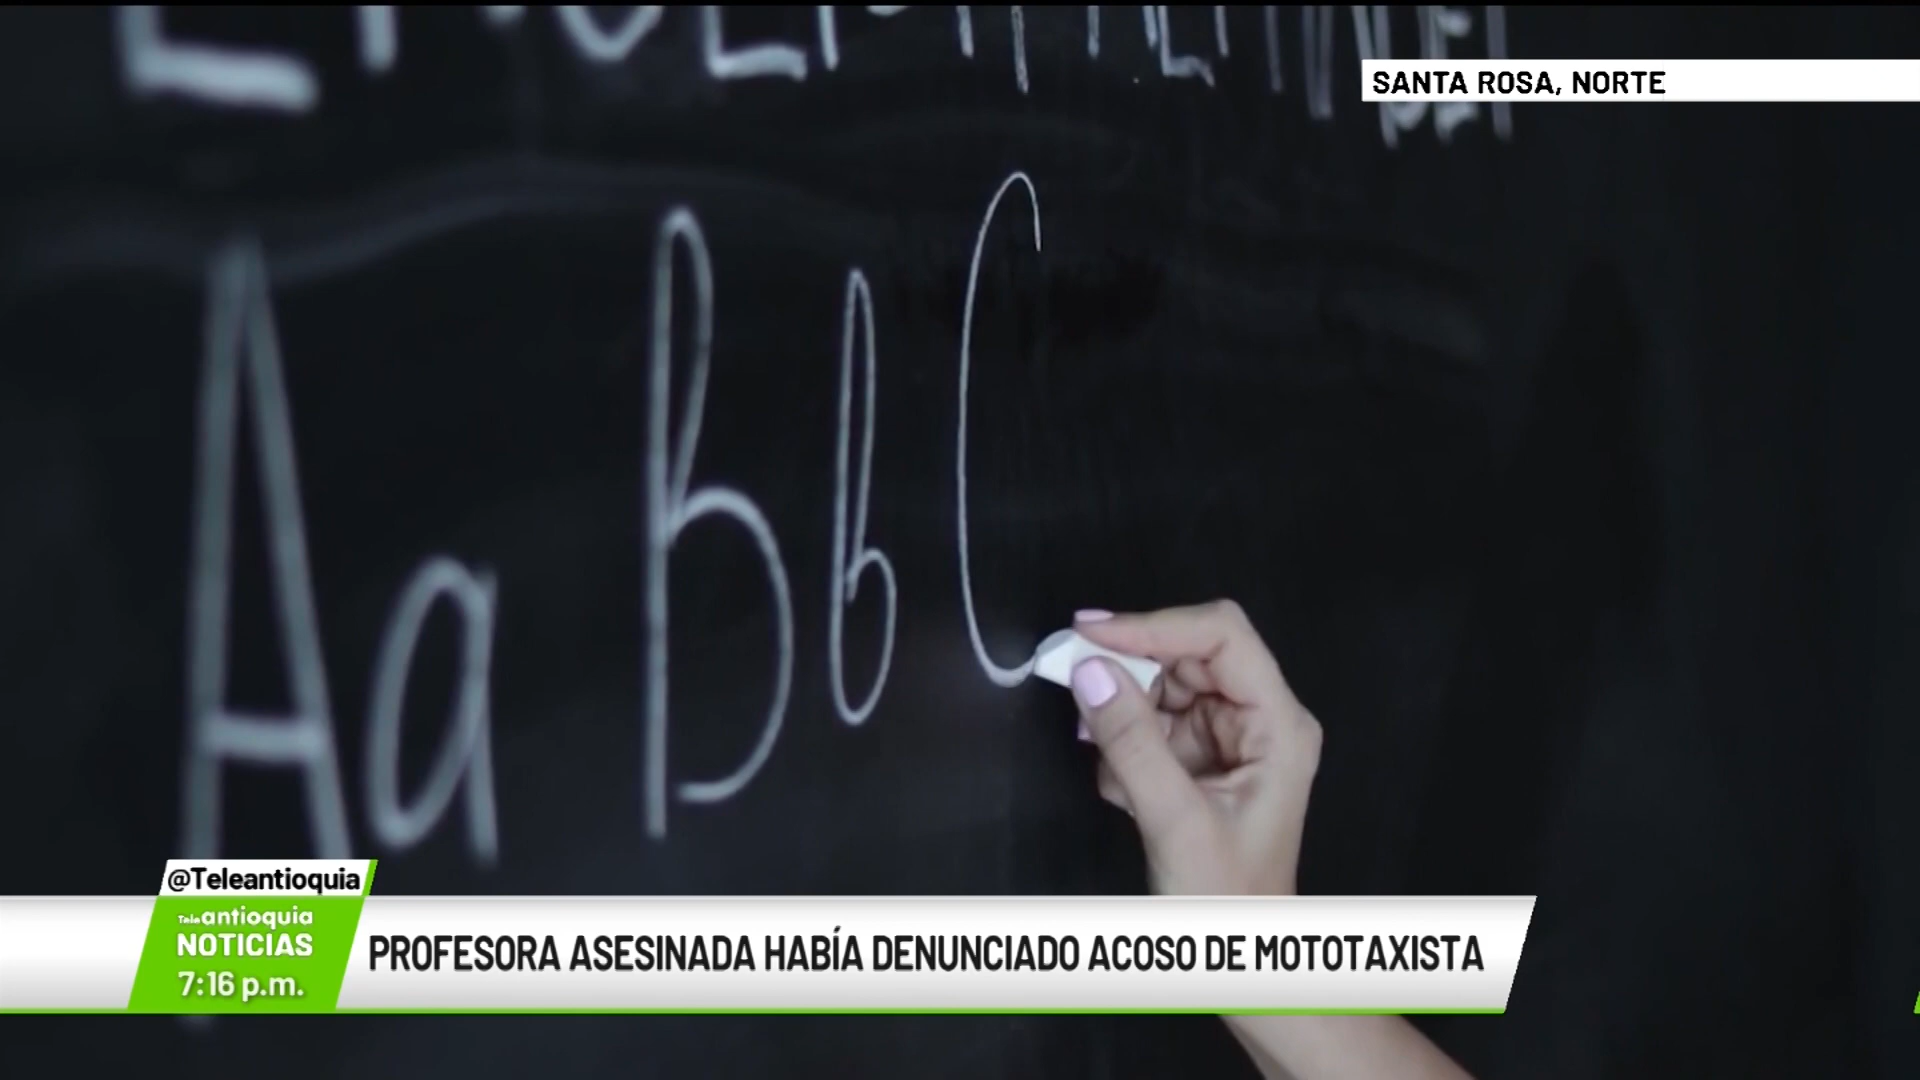 SANTA ROSA, NORTE
Aa Bb C
@Teleantioquia
Teleantioquia
NOTICIAS
7:16 p.m.
PROFESORA ASESINADA HABÍA DENUNCIADO ACOSO DE MOTOTAXISTA